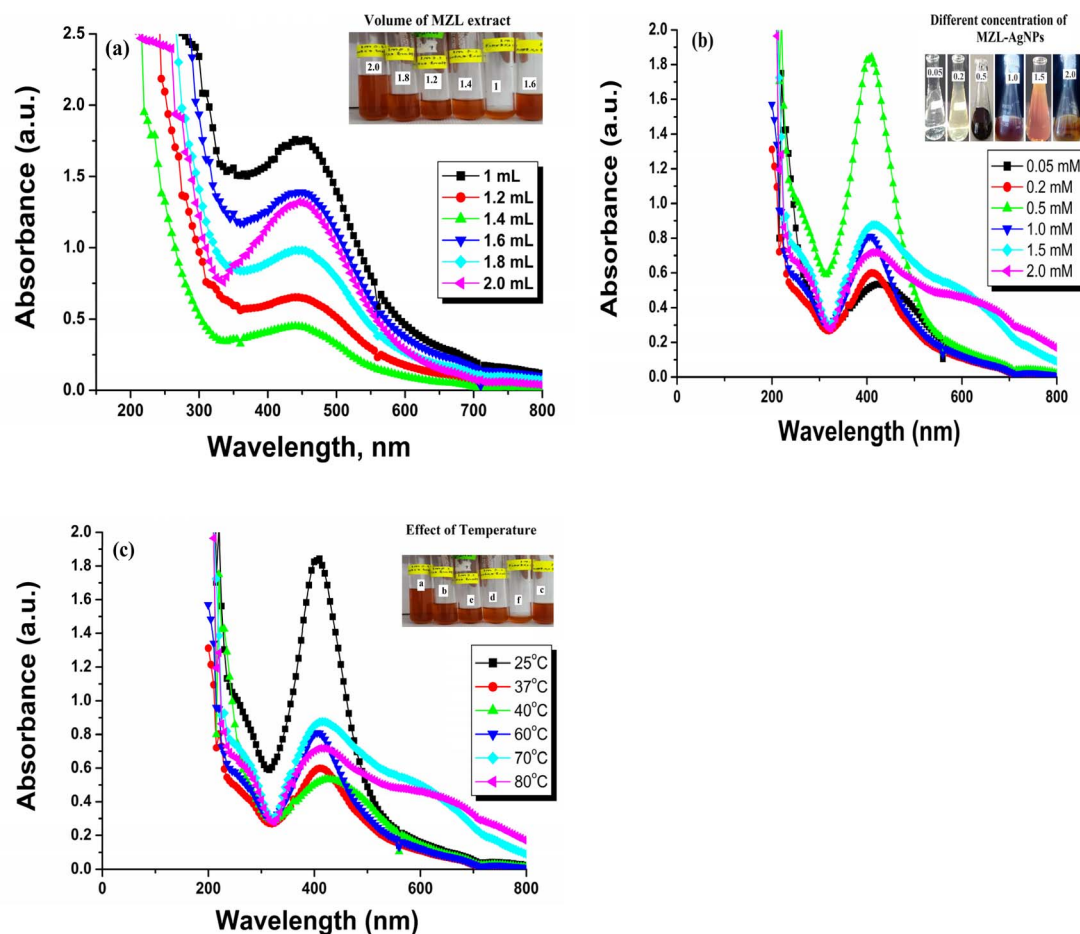 Volume of MZL extract
(a)
2.0
1.8
1.2
1.4
1
1.6
2.5
2.0
1.5
1.0
0.5
0.0
Absorbance (a.u.)
1 mL
1.2 mL
1.4 mL
1.6 mL
1.8 mL
2.0 mL
200 300 400 500 600 700 800
Wavelength, nm
Different concentration of
MZL-AgNPs
(b)
0.05 0.2 0.5 1.0 1.5 2.0
2.0
1.8
1.6
1.4
1.2
1.0
0.8
0.6
0.4
0.2
0.0
Absorbance (a.u.)
0.05 mM
0.2 mM
0.5 mM
1.0 mM
1.5 mM
2.0 mM
0 200 400 600 800
Wavelength (nm)
Effect of Temperature
(c)
a b e d f c
2.0
1.8
1.6
1.4
1.2
1.0
0.8
0.6
0.4
0.2
0.0
Absorbance (a.u.)
25°C
37°C
40°C
60°C
70°C
80°C
0 200 400 600 800
Wavelength (nm)